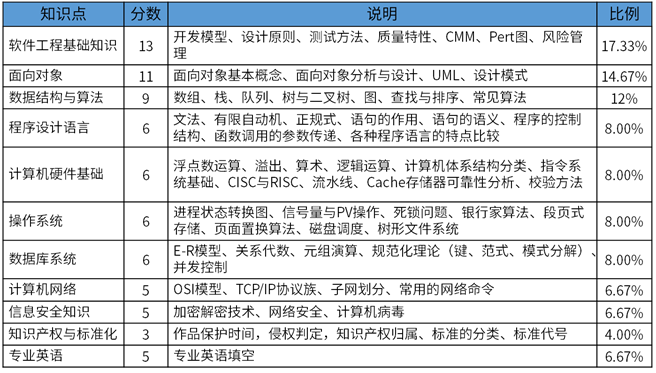 知识点 分数 说明 比例
软件工程基础知识 13 开发模型、设计原则、测试方法、质量特性、CMM、Pert图、风险管
理 17.33%
面向对象 11 面向对象基本概念、面向对象分析与设计、UML、设计模式 14.67%
数据结构与算法 9 数组、栈、队列、树与二叉树、图、查找与排序、常见算法 12%
程序设计语言 6 文法、有限自动机、正规式、语句的作用、语句的语义、程序的控制
结构、函数调用的参数传递、各种程序语言的特点比较 8.00%
计算机硬件基础 6 浮点数运算、溢出、算术、逻辑运算、计算机体系结构分类、指令系
统基础、CISC与RISC、流水线、Cache存储器可靠性分析、校验方法 8.00%
操作系统 6 进程状态转换图、信号量与PV操作、死锁问题、银行家算法、段页式
存储、页面置换算法、磁盘调度、树形文件系统 8.00%
数据库系统 6 E-R模型、关系代数、元组演算、规范化理论（键、范式、模式分解）、
并发控制 8.00%
计算机网络 5 OSI模型、TCP/IP协议族、子网划分、常用的网络命令 6.67%
信息安全知识 5 加密解密技术、网络安全、计算机病毒 6.67%
知识产权与标准化 3 作品保护时间，侵权判定，知识产权归属、标准的分类、标准代号 4.00%
专业英语 5 专业英语填空 6.67%